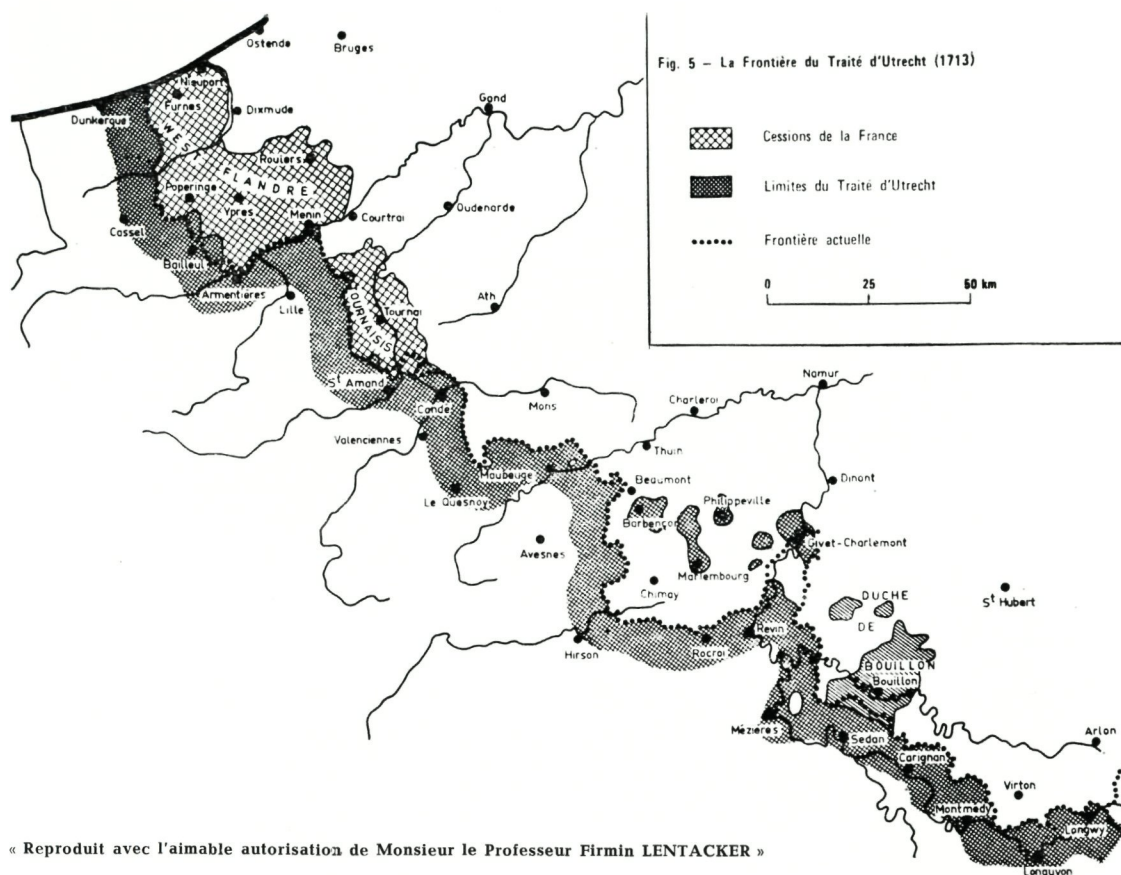 Fig. 5 – La Frontière du Traité d'Utrecht (1713)
Cessions de la France
Limites du Traité d'Utrecht
Frontière actuelle
0 25 50 km
Ostende
Bruges
Nieuport
Furnes
Dixmude
Dunkerque
Gand
WEST FLANDRE
Roulers
Poperinge
Ypres
Menin
Courtrai
Oudenarde
Cassel
Bailleul
Armentières
Lille
TOURNAISIS
Tournai
Ath
St Amand
Condé
Mons
Valenciennes
Namur
Charleroi
Thuin
Maubeuge
Le Quesnoy
Beaumont
Dinant
Barbençon
Philippeville
Avesnes
Givet-Charlemont
Mariembourg
Chimay
DUCHE
DE
BOUILLON
St Hubert
Hirson
Rocroi
Revin
Bouillon
Mézières
Sedan
Carignan
Arlon
Virton
Montmédy
Longwy
Longuyon
« Reproduit avec l'aimable autorisation de Monsieur le Professeur Firmin LENTACKER »